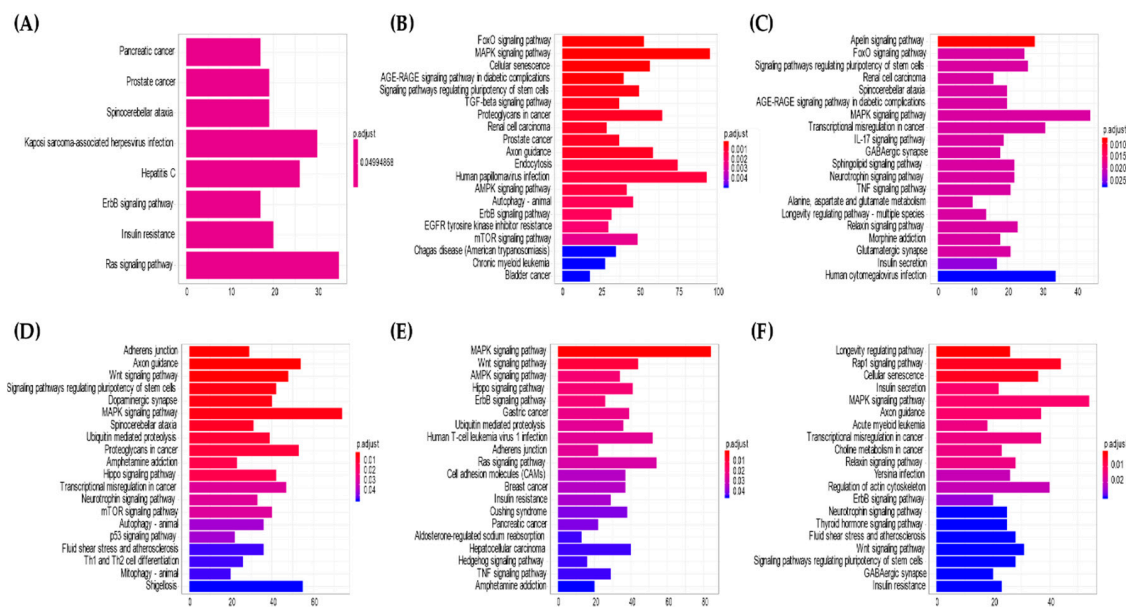 (A)
Pancreatic cancer
Prostate cancer
Spinocerebellar ataxia
Kaposi sarcoma-associated herpesvirus infection
Hepatitis C
ErbB signaling pathway
Insulin resistance
Ras signaling pathway
0 10 20 30
p.adjust
0.04994858
(B)
FoxO signaling pathway
MAPK signaling pathway
Cellular senescence
AGE-RAGE signaling pathway in diabetic complications
Signaling pathways regulating pluripotency of stem cells
TGF-beta signaling pathway
Proteoglycans in cancer
Renal cell carcinoma
Prostate cancer
Axon guidance
Endocytosis
Human papillomavirus infection
AMPK signaling pathway
Autophagy - animal
ErbB signaling pathway
EGFR tyrosine kinase inhibitor resistance
mTOR signaling pathway
Chagas disease (American trypanosomiasis)
Chronic myeloid leukemia
Bladder cancer
0 25 50 75 100
p.adjust
0.001
0.002
0.003
0.004
(C)
Apelin signaling pathway
FoxO signaling pathway
Signaling pathways regulating pluripotency of stem cells
Renal cell carcinoma
Spinocerebellar ataxia
AGE-RAGE signaling pathway in diabetic complications
MAPK signaling pathway
Transcriptional misregulation in cancer
IL-17 signaling pathway
GABAergic synapse
Sphingolipid signaling pathway
Neurotrophin signaling pathway
TNF signaling pathway
Alanine, aspartate and glutamate metabolism
Longevity regulating pathway - multiple species
Relaxin signaling pathway
Morphine addiction
Glutamatergic synapse
Insulin secretion
Human cytomegalovirus infection
0 10 20 30 40
p.adjust
0.010
0.015
0.020
0.025
(D)
Adherens junction
Axon guidance
Wnt signaling pathway
Signaling pathways regulating pluripotency of stem cells
Dopaminergic synapse
MAPK signaling pathway
Spinocerebellar ataxia
Ubiquitin mediated proteolysis
Proteoglycans in cancer
Amphetamine addiction
Hippo signaling pathway
Transcriptional misregulation in cancer
Neurotrophin signaling pathway
mTOR signaling pathway
Autophagy - animal
p53 signaling pathway
Fluid shear stress and atherosclerosis
Th1 and Th2 cell differentiation
Mitophagy - animal
Shigellosis
0 20 40 60
p.adjust
0.01
0.02
0.03
0.04
(E)
MAPK signaling pathway
Wnt signaling pathway
AMPK signaling pathway
Hippo signaling pathway
ErbB signaling pathway
Gastric cancer
Ubiquitin mediated proteolysis
Human T-cell leukemia virus 1 infection
Adherens junction
Ras signaling pathway
Cell adhesion molecules (CAMs)
Breast cancer
Insulin resistance
Cushing syndrome
Pancreatic cancer
Aldosterone-regulated sodium reabsorption
Hepatocellular carcinoma
Hedgehog signaling pathway
TNF signaling pathway
Amphetamine addiction
0 20 40 60 80
p.adjust
0.01
0.02
0.03
0.04
(F)
Longevity regulating pathway
Rap1 signaling pathway
Cellular senescence
Insulin secretion
MAPK signaling pathway
Axon guidance
Acute myeloid leukemia
Transcriptional misregulation in cancer
Choline metabolism in cancer
Relaxin signaling pathway
Yersinia infection
Regulation of actin cytoskeleton
ErbB signaling pathway
Neurotrophin signaling pathway
Thyroid hormone signaling pathway
Fluid shear stress and atherosclerosis
Wnt signaling pathway
Signaling pathways regulating pluripotency of stem cells
GABAergic synapse
Insulin resistance
0 10 20 30 40 50
p.adjust
0.01
0.02